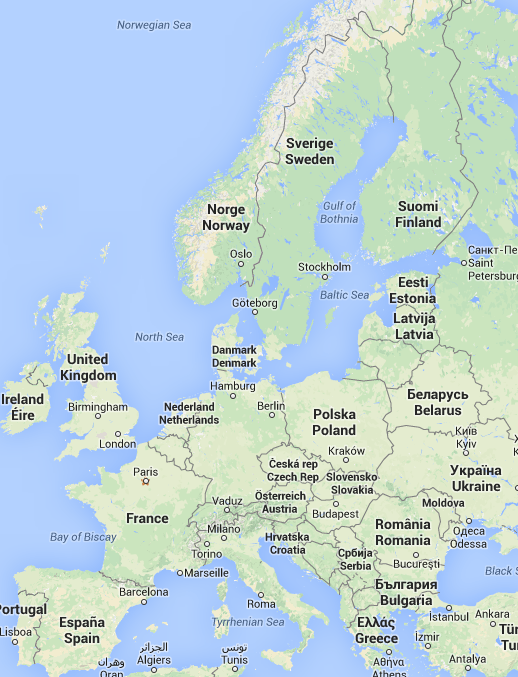 Norwegian Sea
Sverige
Sweden
Norge
Norway
Gulf of
Bothnia
Suomi
Finland
Oslo
Санкт-Пе
Saint
Petersburg
Stockholm
Eesti
Estonia
Baltic Sea
Göteborg
Latvija
Latvia
North Sea
Danmark
Denmark
United
Kingdom
Ireland
Éire
Hamburg
Беларусь
Belarus
Birmingham
Nederland
Netherlands
Berlin
Polska
Poland
London
Київ
Kyiv
Kraków
Paris
Česká rep
Czech Rep
Slovensko
Slovakia
Україна
Ukraine
Österreich
Austria
Vaduz
Moldova
France
Budapest
România
Romania
Одеса
Odessa
Milano
Bay of Biscay
Hrvatska
Croatia
Torino
Србија
Serbia
București
Marseille
Black S
България
Bulgaria
Barcelona
Roma
Portugal
España
Spain
Tyrrhenian Sea
Ελλάς
Greece
İstanbul
Ankara
Lisboa
İzmir
Tür
Tu
الجزائر
Algiers
تونس
Tunis
وهران
Oran
Αθήνα
Athens
Antalya